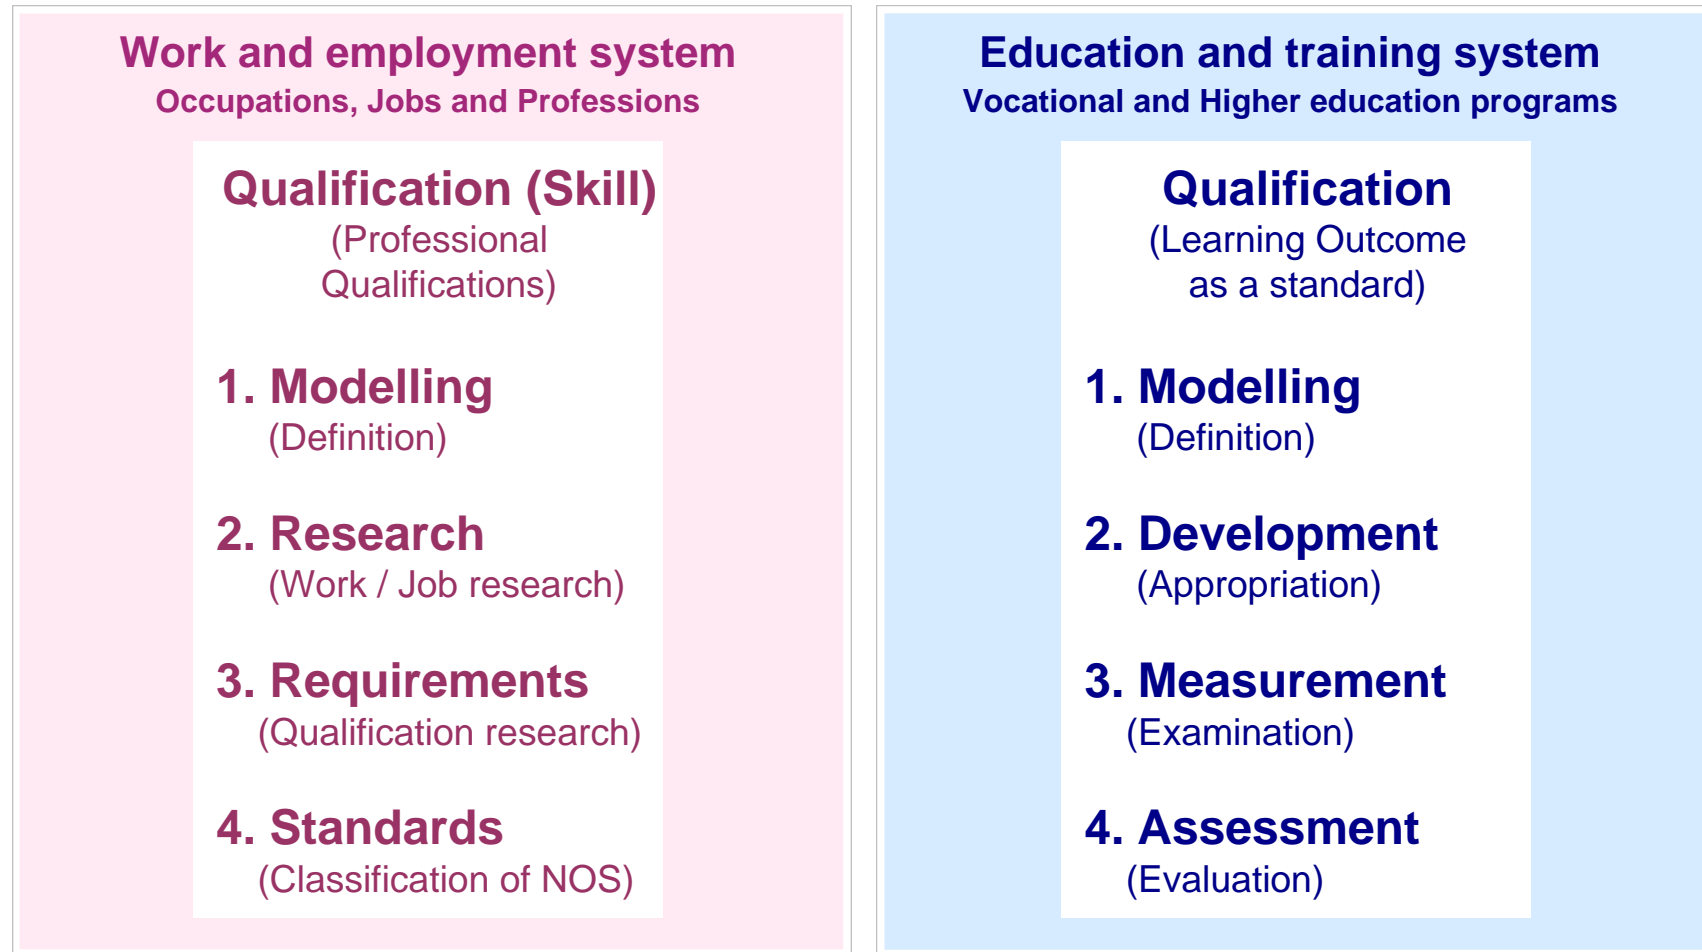 Work and employment system
Occupations, Jobs and Professions
Qualification (Skill)
(Professional
Qualifications)
1. Modelling
(Definition)
2. Research
(Work / Job research)
3. Requirements
(Qualification research)
4. Standards
(Classification of NOS)
Education and training system
Vocational and Higher education programs
Qualification
(Learning Outcome
as a standard)
1. Modelling
(Definition)
2. Development
(Appropriation)
3. Measurement
(Examination)
4. Assessment
(Evaluation)